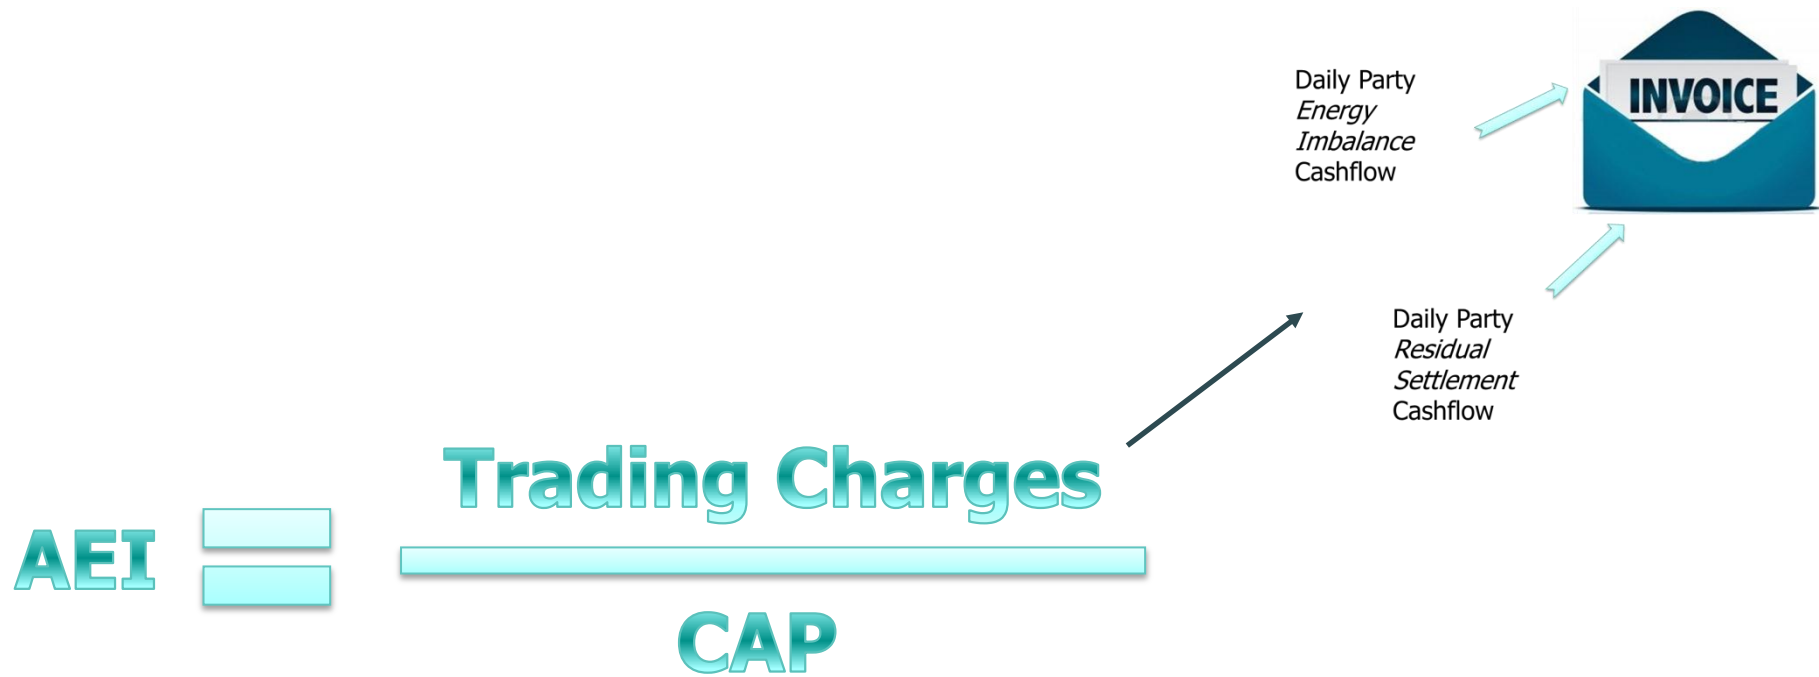 INVOICE
Daily Party
Energy
Imbalance
Cashflow
Daily Party
Residual
Settlement
Cashflow
Trading Charges
AEI
CAP